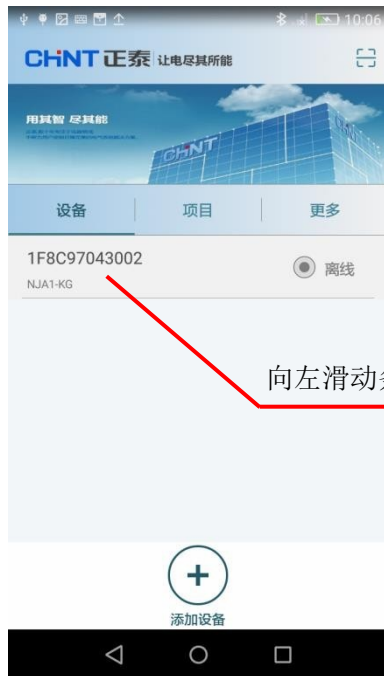 10:06
CHNT 正泰 让电尽其所能
用其智 尽其能
CHNT
设备 项目 更多
1F8C97043002
离线
NJA1-KG
向左滑动
添加设备